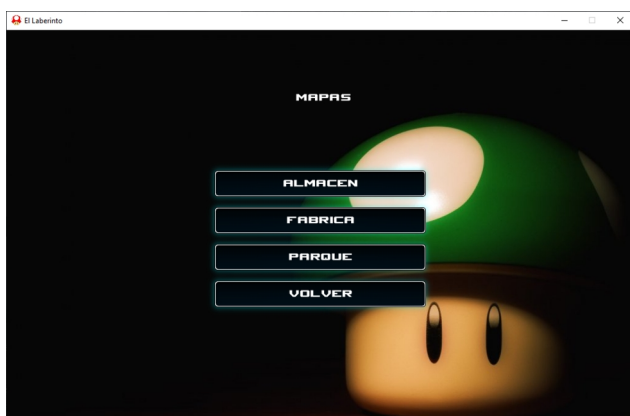 El Laberinto
MAPAS
ALMACEN
FABRICA
PARQUE
VOLVER